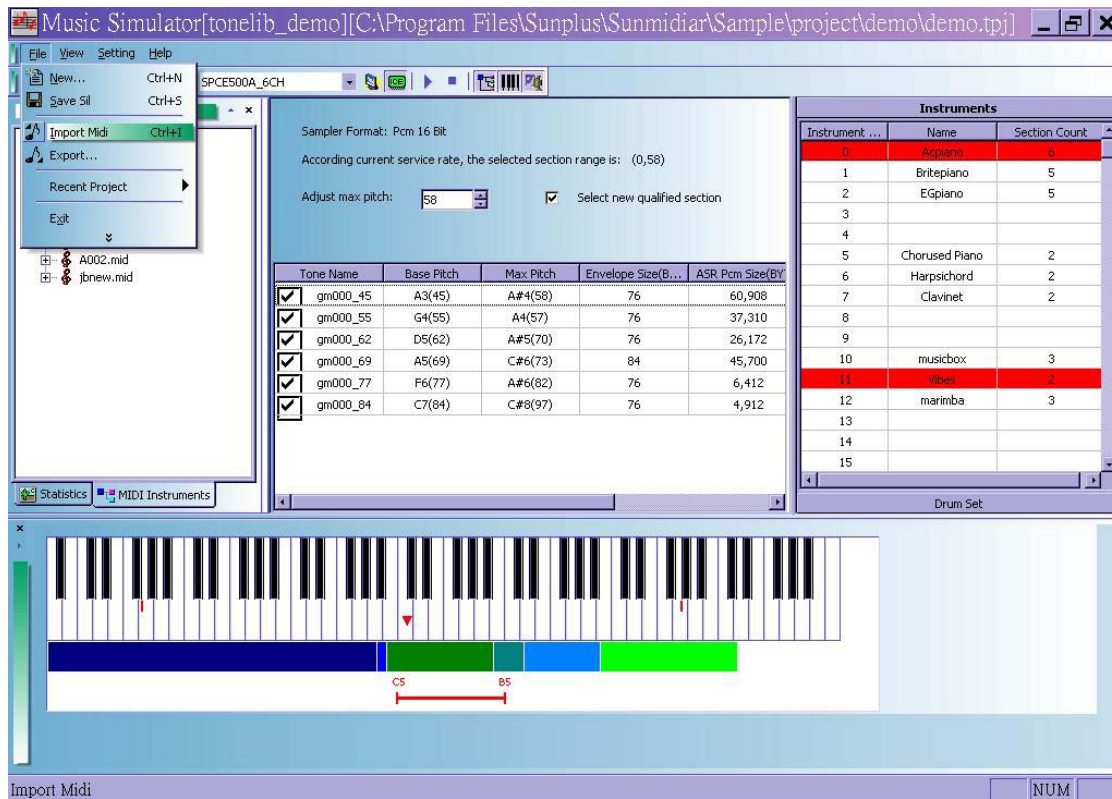 Music Simulator[tonelib_demo][C:\Program Files\Sunplus\Sunmidiar\Sample\project\demo\demo.tpj]
File View Setting Help
New... Ctrl+N
Save Sil Ctrl+S
Import Midi Ctrl+I
Export...
Recent Project
Exit
SPCE500A_6CH
ICE
A002.mid
jbnew.mid
Statistics MIDI Instruments
Sampler Format: Pcm 16 Bit
According current service rate, the selected section range is: (0,58)
Adjust max pitch: 58 Select new qualified section
Tone Name Base Pitch Max Pitch Envelope Size(B... ASR Pcm Size(BY
gm000_45 A3(45) A#4(58) 76 60,908
gm000_55 G4(55) A4(57) 76 37,310
gm000_62 D5(62) A#5(70) 76 26,172
gm000_69 A5(69) C#6(73) 84 45,700
gm000_77 F6(77) A#6(82) 76 6,412
gm000_84 C7(84) C#8(97) 76 4,912
Instruments
Instrument ... Name Section Count
0 Acpiano 6
1 Britepiano 5
2 EGpiano 5
3
4
5 Chorused Piano 2
6 Harpsichord 2
7 Clavinet 2
8
9
10 musicbox 3
11 Vibes 2
12 marimba 3
13
14
15
Drum Set
C5 B5
Import Midi NUM